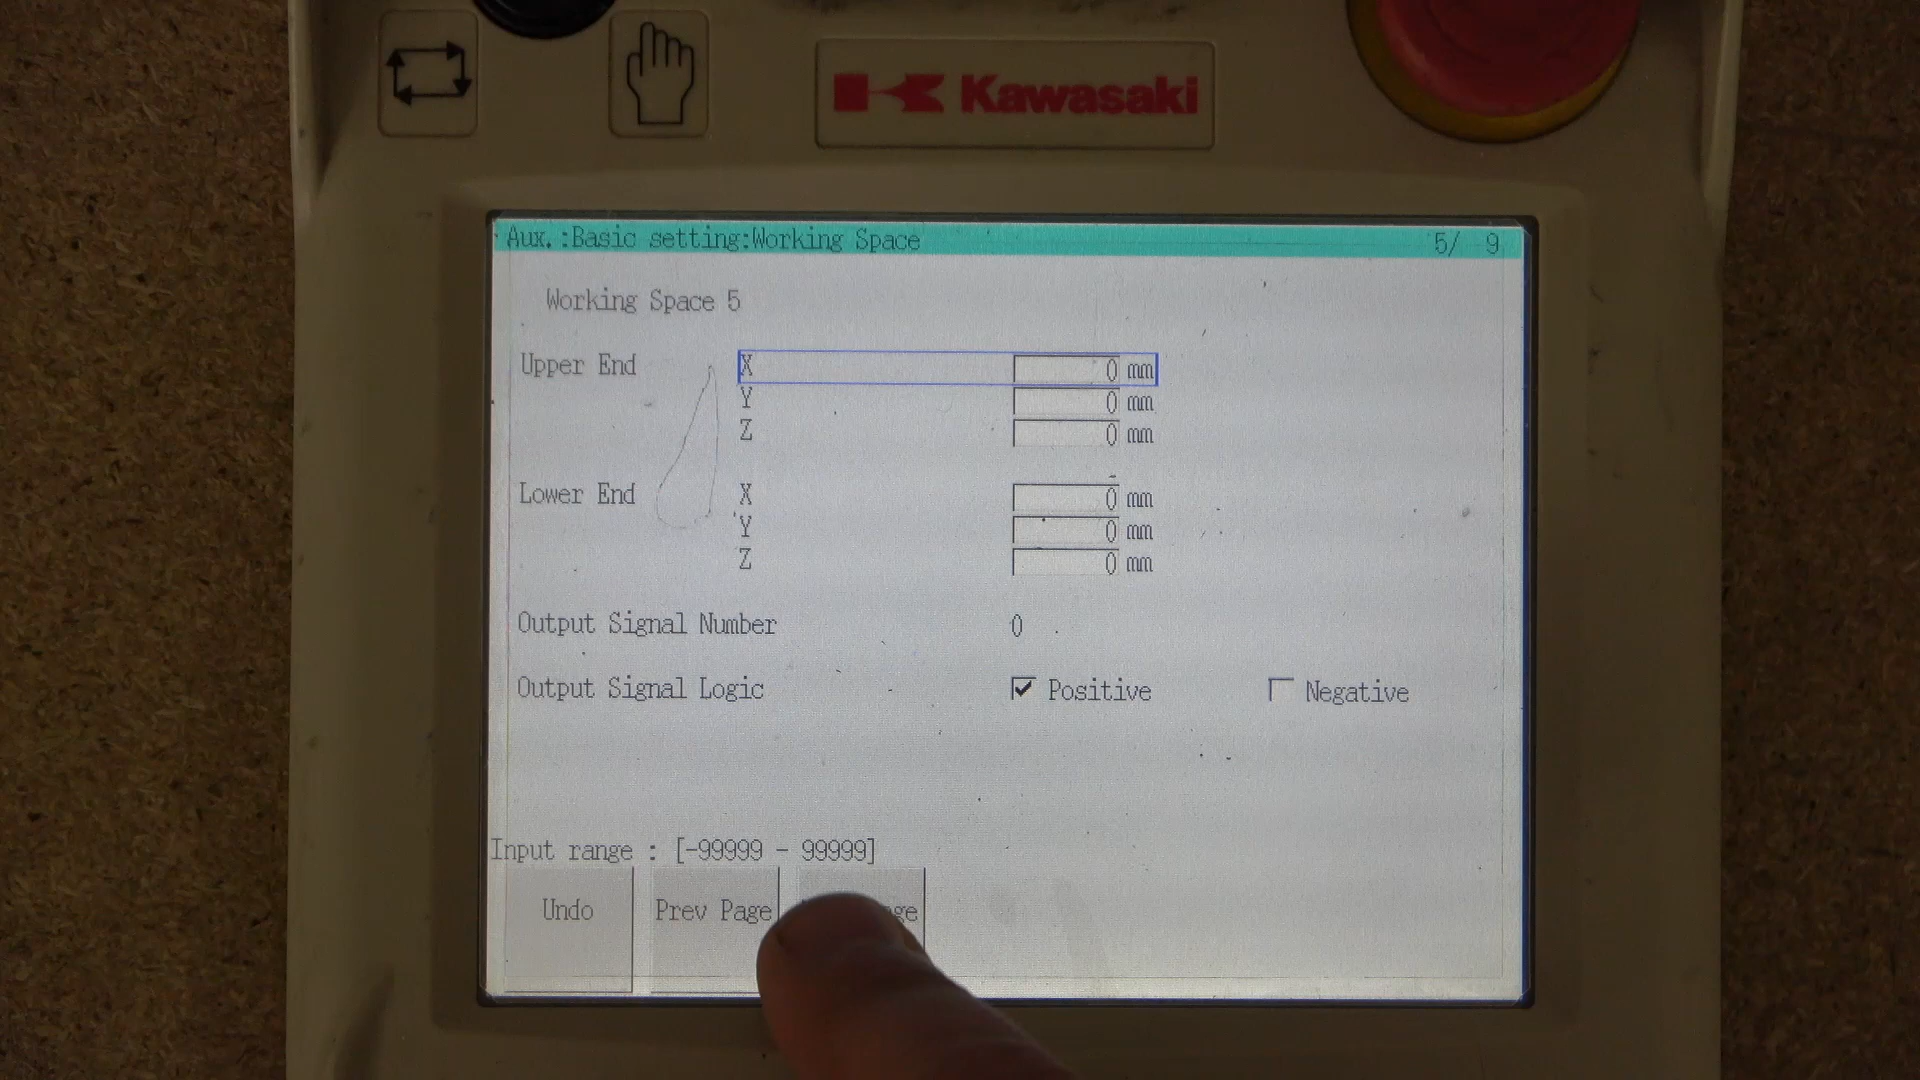 Kawasaki
Aux.:Basic setting:Working Space 5/ 9
Working Space 5
Upper End X 0 mm
Y 0 mm
Z 0 mm
Lower End X 0 mm
Y 0 mm
Z 0 mm
Output Signal Number 0
Output Signal Logic Positive Negative
Input range : [-99999 - 99999]
Undo Prev Page